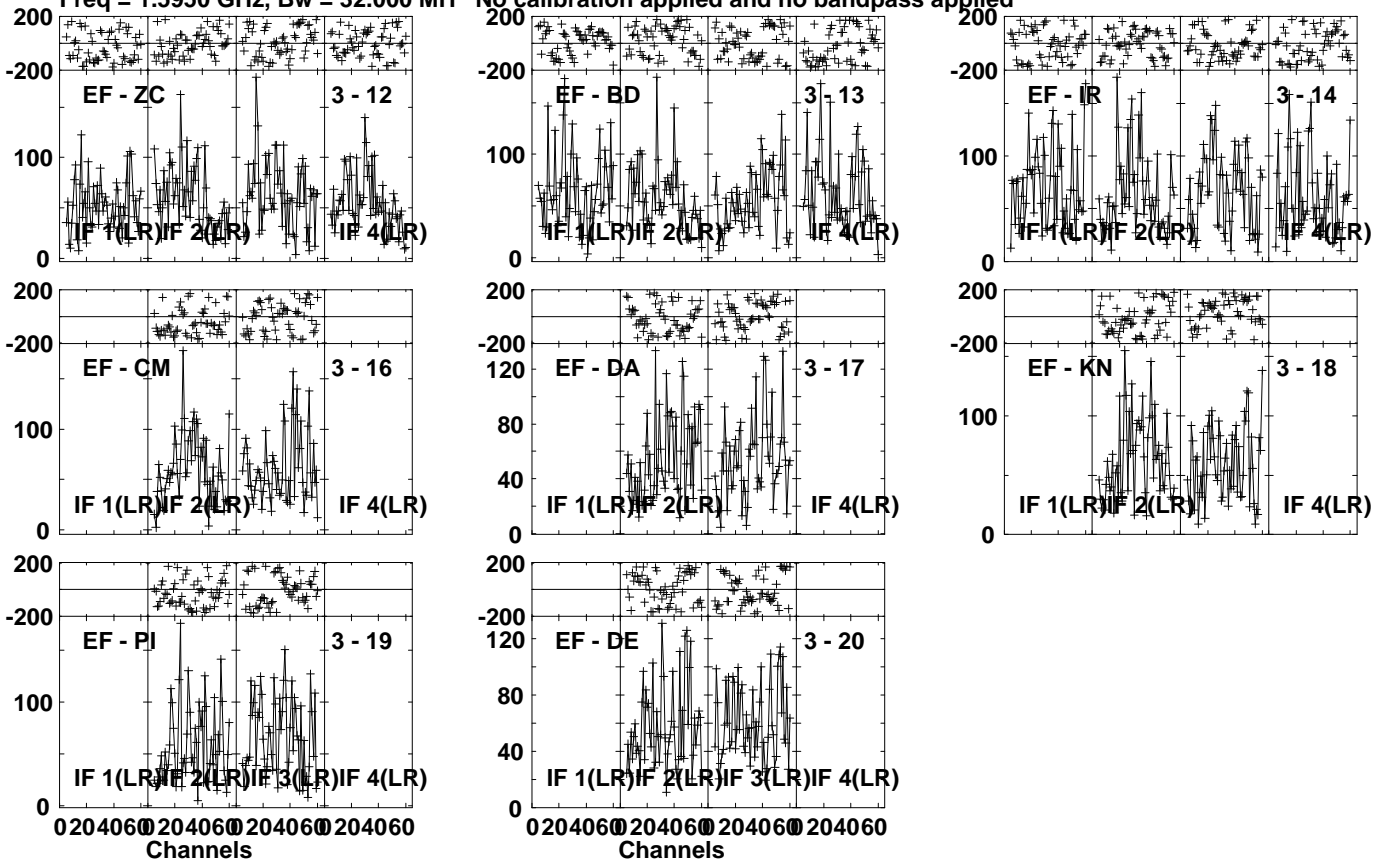 Freq = 1.5950 GHz, Bw = 32.000 MH No calibration applied and no bandpass applied
200
-200
EF - ZC 3 - 12
100
IF 1(LR) IF 2(LR) IF 4(LR)
0
200
-200
EF - BD 3 - 13
100
IF 1(LR) IF 2(LR) IF 4(LR)
0
200
-200
EF - IR 3 - 14
100
IF 1(LR) IF 2(LR) IF 4(LR)
0
200
-200
EF - CM 3 - 16
100
IF 1(LR) IF 2(LR) IF 4(LR)
0
200
-200
EF - DA 3 - 17
120
80
40
IF 1(LR) IF 2(LR) IF 4(LR)
0
200
-200
EF - KN 3 - 18
100
IF 1(LR) IF 2(LR) IF 4(LR)
0
200
-200
EF - PI 3 - 19
100
IF 1(LR) IF 2(LR) IF 3(LR) IF 4(LR)
0
0 20 40 60 0 20 40 60 0 20 40 60 0 20 40 60
Channels
200
-200
EF - DE 3 - 20
120
80
40
IF 1(LR) IF 2(LR) IF 3(LR) IF 4(LR)
0
0 20 40 60 0 20 40 60 0 20 40 60 0 20 40 60
Channels